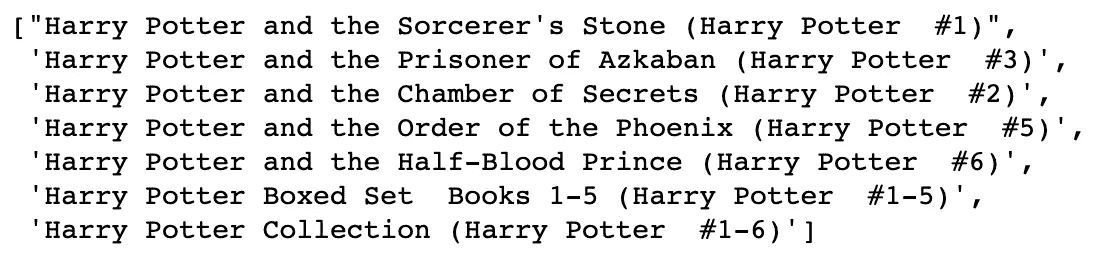 ["Harry Potter and the Sorcerer's Stone (Harry Potter  #1)",
 'Harry Potter and the Prisoner of Azkaban (Harry Potter  #3)',
 'Harry Potter and the Chamber of Secrets (Harry Potter  #2)',
 'Harry Potter and the Order of the Phoenix (Harry Potter  #5)',
 'Harry Potter and the Half-Blood Prince (Harry Potter  #6)',
 'Harry Potter Boxed Set  Books 1-5 (Harry Potter  #1-5)',
 'Harry Potter Collection (Harry Potter  #1-6)']